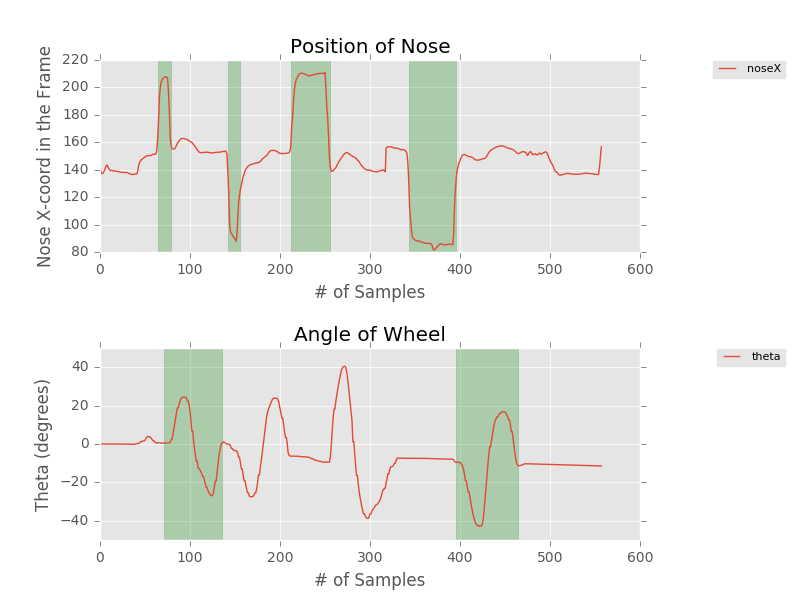 Position of Nose
Nose X-coord in the Frame
220
200
180
160
140
120
100
80
0 100 200 300 400 500 600
# of Samples
noseX
Angle of Wheel
Theta (degrees)
40
20
0
−20
−40
0 100 200 300 400 500 600
# of Samples
theta